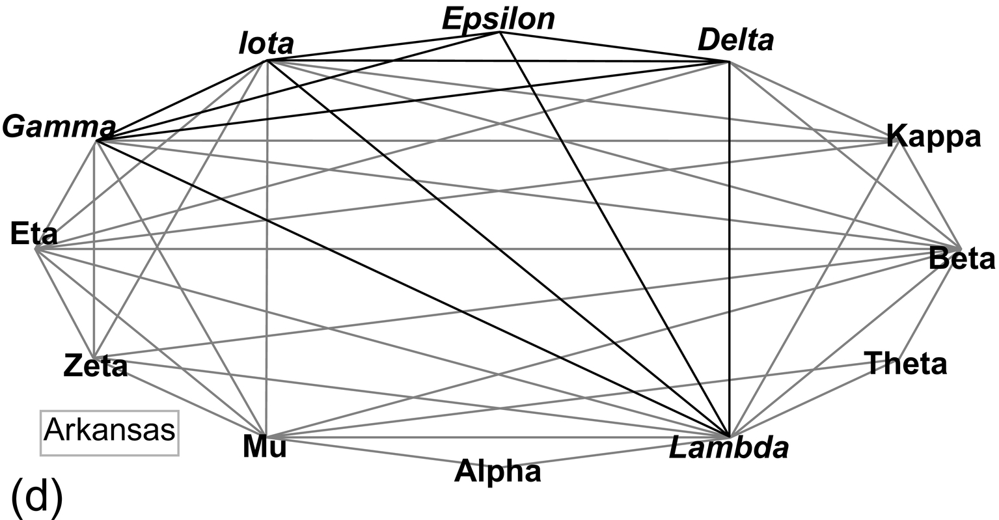 Epsilon
Iota
Delta
Gamma
Kappa
Eta
Beta
Zeta
Theta
Arkansas
Mu
Lambda
Alpha
(d)